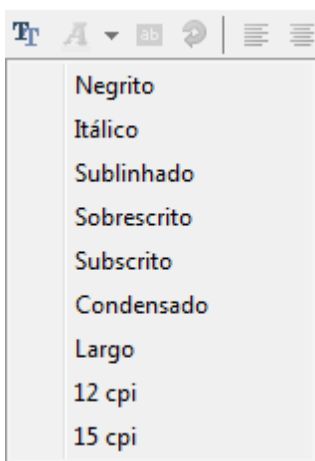 Negrito
Itálico
Sublinhado
Sobrescrito
Subscrito
Condensado
Largo
12 cpi
15 cpi